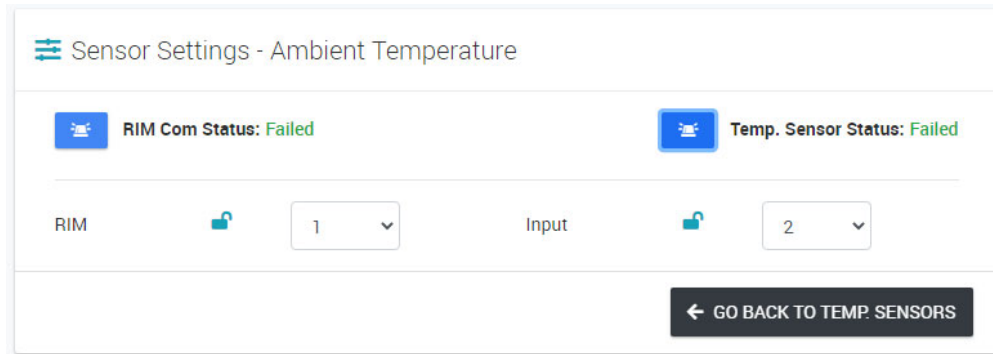 Sensor Settings - Ambient Temperature
RIM Com Status: Failed
Temp. Sensor Status: Failed
RIM
1
Input
2
GO BACK TO TEMP. SENSORS